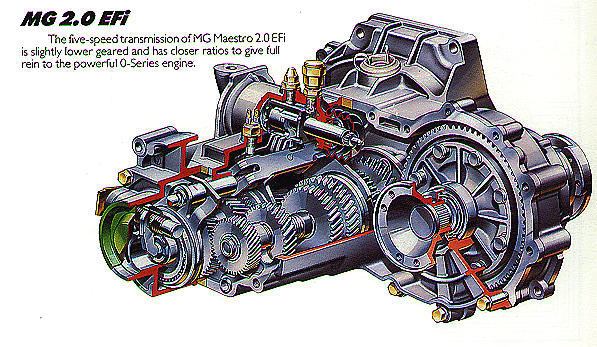 MG 2.0 EFi
The five-speed transmission of MG Maestro 2.0 EFi
is slightly lower geared and has closer ratios to give full
rein to the powerful 0-Series engine.